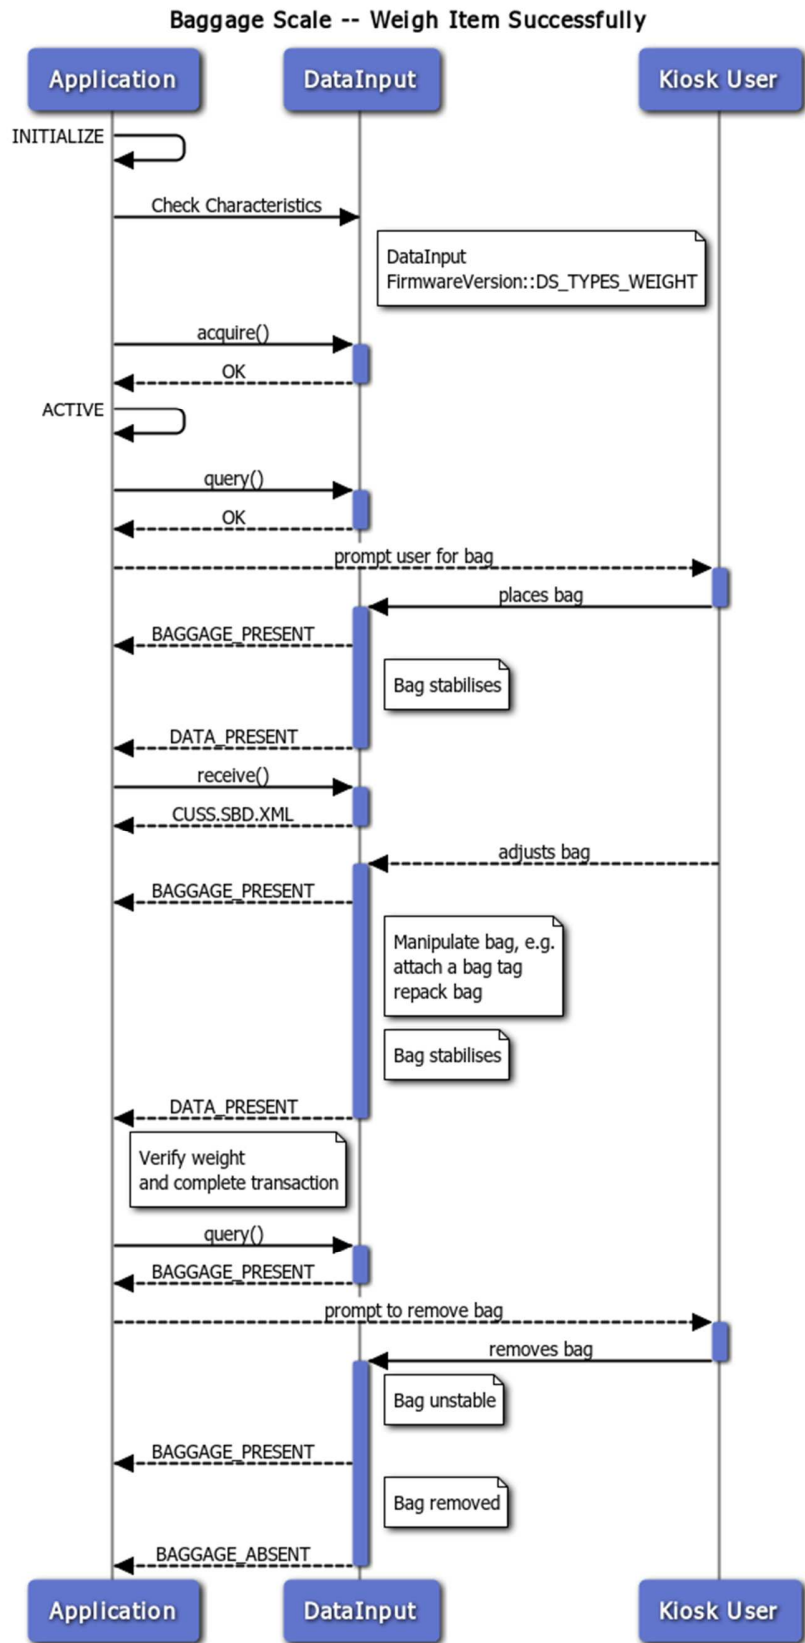 Baggage Scale -- Weigh Item Successfully
Application
DataInput
Kiosk User
INITIALIZE
Check Characteristics
DataInput
FirmwareVersion::DS_TYPES_WEIGHT
acquire()
OK
ACTIVE
query()
OK
prompt user for bag
places bag
BAGGAGE_PRESENT
Bag stabilises
DATA_PRESENT
receive()
CUSS.SBD.XML
adjusts bag
BAGGAGE_PRESENT
Manipulate bag, e.g.
attach a bag tag
repack bag
Bag stabilises
DATA_PRESENT
Verify weight
and complete transaction
query()
BAGGAGE_PRESENT
prompt to remove bag
removes bag
Bag unstable
BAGGAGE_PRESENT
Bag removed
BAGGAGE_ABSENT
Application
DataInput
Kiosk User